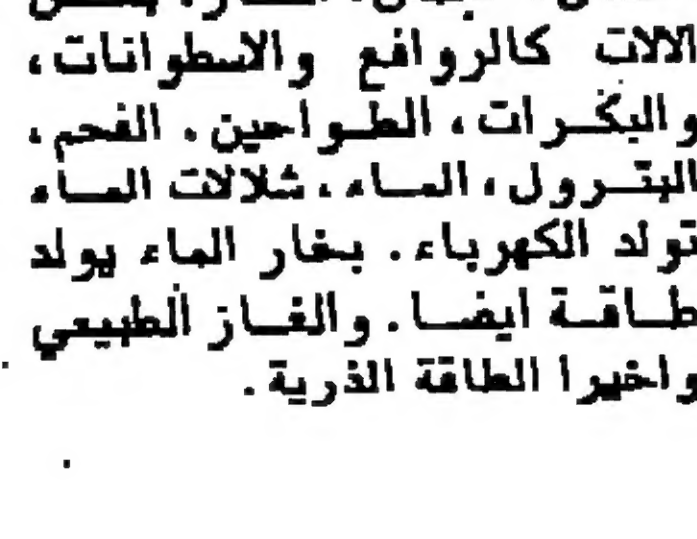 الالات كالروافع والاسطوانات،
والبكرات، الطواحين. الفحم،
البترول، الماء، شلالات الماء
تولد الكهرباء. بخار الماء يولد
طاقة ايضا. والغاز الطبيعي
واخيرا الطاقة الذرية.